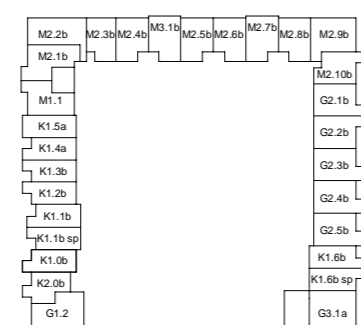 M2.2b
M2.3b
M2.4b
M3.1b
M2.5b
M2.6b
M2.7b
M2.8b
M2.9b
M2.1b
M2.10b
M1.1
G2.1b
K1.5a
G2.2b
K1.4a
G2.3b
K1.3b
K1.2b
G2.4b
K1.1b
G2.5b
K1.1b sp
K1.0b
K1.6b
K2.0b
K1.6b sp
G1.2
G3.1a